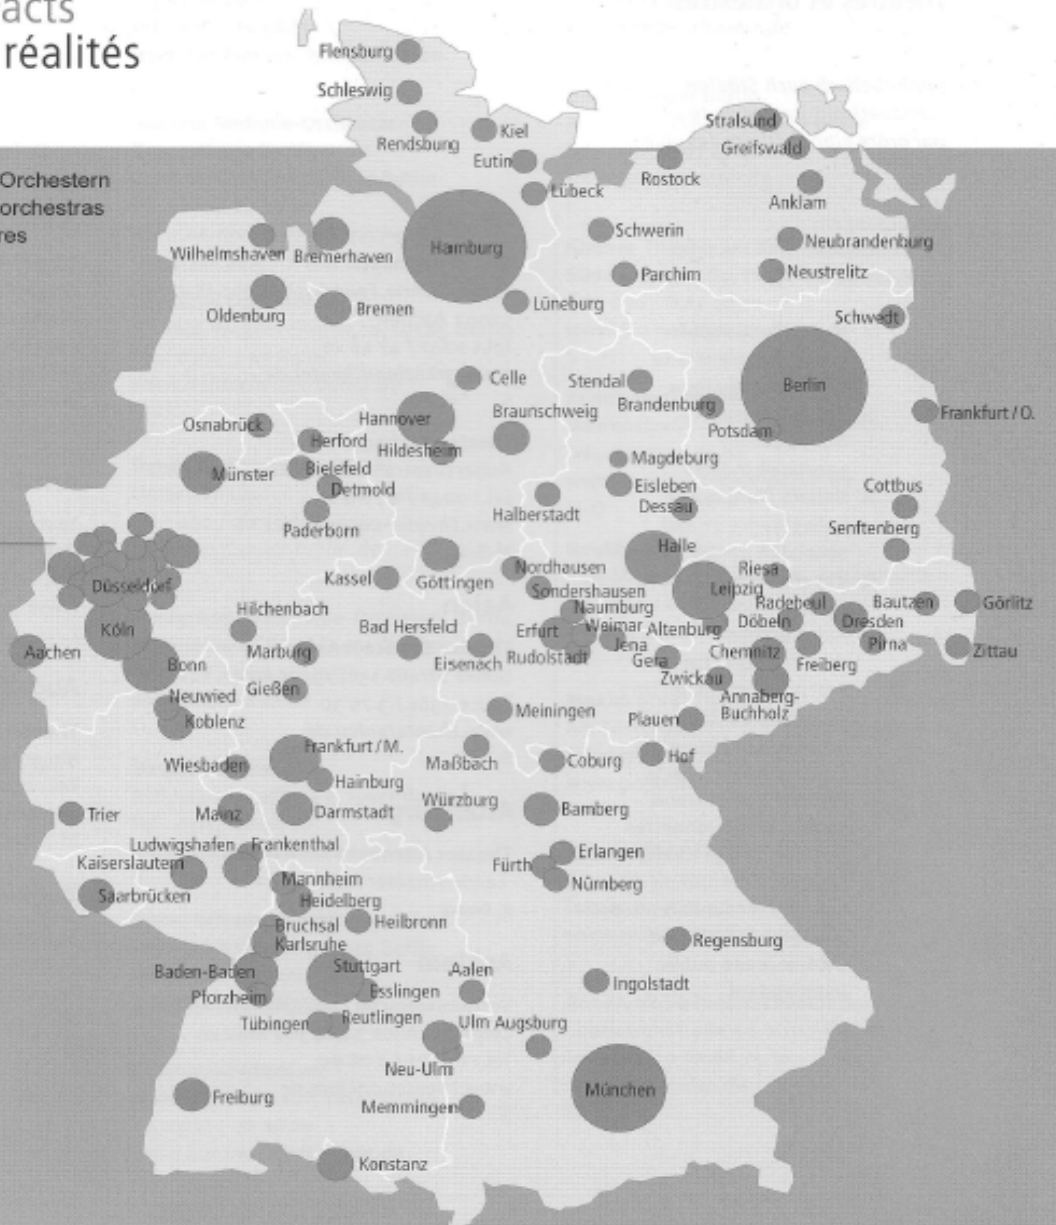 acts
réalités
Orchestern
orchestras
res
Flensburg
Schleswig
Rendsburg
Kiel
Eutin
Lübeck
Stralsund
Greifswald
Rostock
Anklam
Hamburg
Schwerin
Neubrandenburg
Wilhelmshaven
Bremerhaven
Parchim
Neustrelitz
Oldenburg
Bremen
Lüneburg
Schwedt
Celle
Stendal
Berlin
Brandenburg
Frankfurt / O.
Potsdam
Osnabrück
Hannover
Braunschweig
Herford
Hildesheim
Münster
Bielefeld
Detmold
Magdeburg
Eisleben
Cottbus
Halberstadt
Dessau
Paderborn
Senftenberg
Halle
Kassel
Göttingen
Nordhausen
Riesa
Düsseldorf
Sondershausen
Leipzig
Hilchenbach
Naumburg
Radebeul
Bautzen
Görlitz
Köln
Bad Hersfeld
Erfurt
Weimar
Altenburg
Döbeln
Dresden
Aachen
Marburg
Eisenach
Rudolstadt
Jena
Gera
Chemnitz
Pirna
Zittau
Bonn
Freiberg
Neuwied
Gießen
Zwickau
Annaberg-
Buchholz
Koblenz
Meiningen
Plauen
Frankfurt / M.
Wiesbaden
Maßbach
Coburg
Hof
Hainburg
Trier
Mainz
Darmstadt
Würzburg
Bamberg
Ludwigshafen
Frankenthal
Kaiserslautern
Erlangen
Fürth
Nürnberg
Saarbrücken
Mannheim
Heidelberg
Bruchsal
Heilbronn
Karlsruhe
Regensburg
Baden-Baden
Stuttgart
Aalen
Ingolstadt
Pforzheim
Esslingen
Tübingen
Reutlingen
Ulm
Augsburg
Neu-Ulm
München
Freiburg
Memmingen
Konstanz